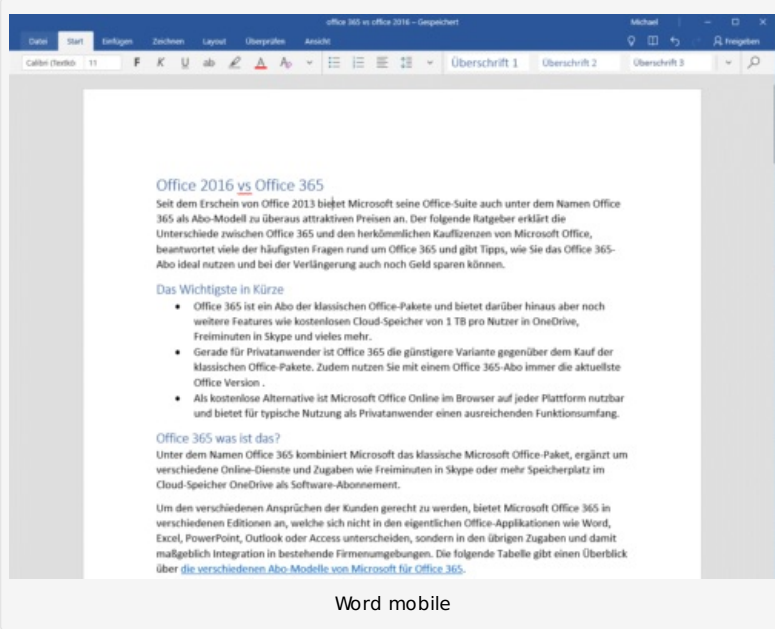 office 365 vs office 2016 – Gespeichert
Michael
Datei Start Einfügen Zeichnen Layout Überprüfen Ansicht
Freigeben
Calibri (Textkö 11 F K U ab A A Überschrift 1 Überschrift 2 Überschrift 3
Office 2016 vs Office 365
Seit dem Erschein von Office 2013 bietet Microsoft seine Office-Suite auch unter dem Namen Office
365 als Abo-Modell zu überaus attraktiven Preisen an. Der folgende Ratgeber erklärt die
Unterschiede zwischen Office 365 und den herkömmlichen Kauflizenzen von Microsoft Office,
beantwortet viele der häufigsten Fragen rund um Office 365 und gibt Tipps, wie Sie das Office 365-
Abo ideal nutzen und bei der Verlängerung auch noch Geld sparen können.
Das Wichtigste in Kürze
• Office 365 ist ein Abo der klassischen Office-Pakete und bietet darüber hinaus aber noch
weitere Features wie kostenlosen Cloud-Speicher von 1 TB pro Nutzer in OneDrive,
Freiminuten in Skype und vieles mehr.
• Gerade für Privatanwender ist Office 365 die günstigere Variante gegenüber dem Kauf der
klassischen Office-Pakete. Zudem nutzen Sie mit einem Office 365-Abo immer die aktuellste
Office Version .
• Als kostenlose Alternative ist Microsoft Office Online im Browser auf jeder Plattform nutzbar
und bietet für typische Nutzung als Privatanwender einen ausreichenden Funktionsumfang.
Office 365 was ist das?
Unter dem Namen Office 365 kombiniert Microsoft das klassische Microsoft Office-Paket, ergänzt um
verschiedene Online-Dienste und Zugaben wie Freiminuten in Skype oder mehr Speicherplatz im
Cloud-Speicher OneDrive als Software-Abonnement.
Um den verschiedenen Ansprüchen der Kunden gerecht zu werden, bietet Microsoft Office 365 in
verschiedenen Editionen an, welche sich nicht in den eigentlichen Office-Applikationen wie Word,
Excel, PowerPoint, Outlook oder Access unterscheiden, sondern in den übrigen Zugaben und damit
maßgeblich Integration in bestehende Firmenumgebungen. Die folgende Tabelle gibt einen Überblick
über die verschiedenen Abo-Modelle von Microsoft für Office 365.
Word mobile